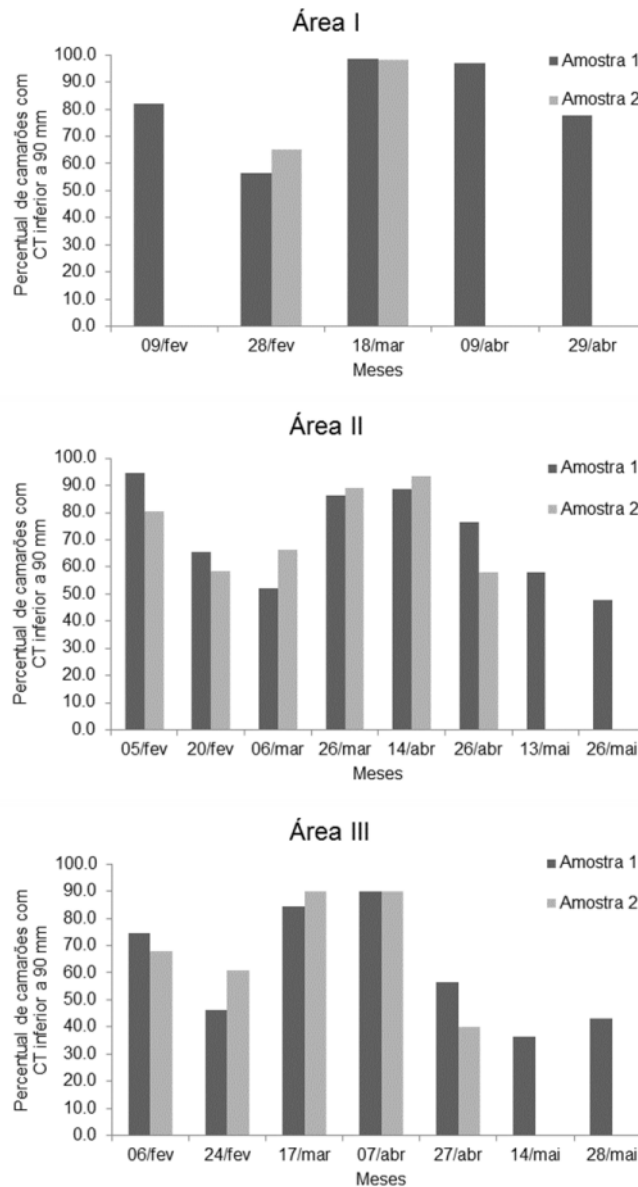 Área I
Percentual de camarões com
CT inferior a 90 mm
100.0
90.0
80.0
70.0
60.0
50.0
40.0
30.0
20.0
10.0
0.0
Amostra 1
Amostra 2
09/fev 28/fev 18/mar 09/abr 29/abr
Meses
Área II
Percentual de camarões com
CT inferior a 90 mm
100.0
90.0
80.0
70.0
60.0
50.0
40.0
30.0
20.0
10.0
0.0
Amostra 1
Amostra 2
05/fev 20/fev 06/mar 26/mar 14/abr 26/abr 13/mai 26/mai
Meses
Área III
Percentual de camarões com
CT inferior a 90 mm
100.0
90.0
80.0
70.0
60.0
50.0
40.0
30.0
20.0
10.0
0.0
Amostra 1
Amostra 2
06/fev 24/fev 17/mar 07/abr 27/abr 14/mai 28/mai
Meses